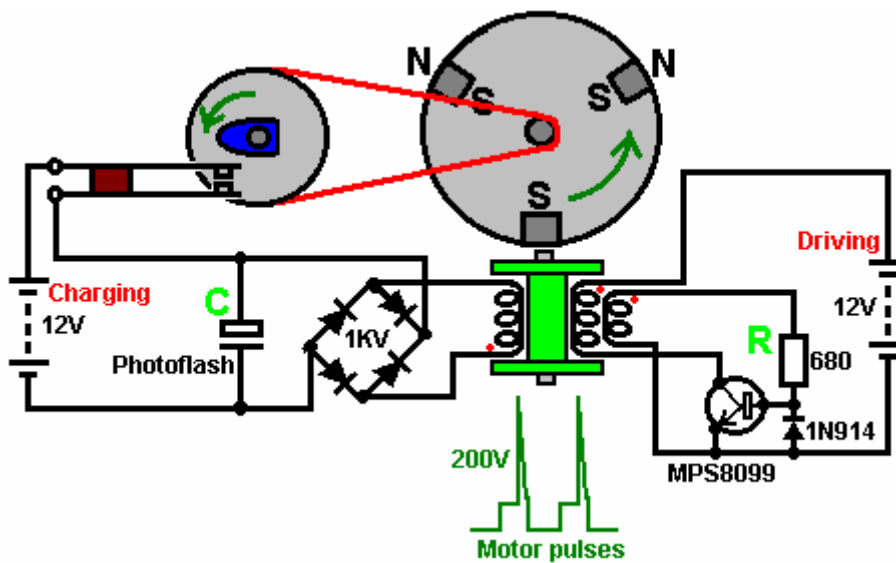 N
S
S
N
S
Charging
12V
C
Photoflash
1KV
Driving
12V
R
680
1N914
MPS8099
200V
Motor pulses